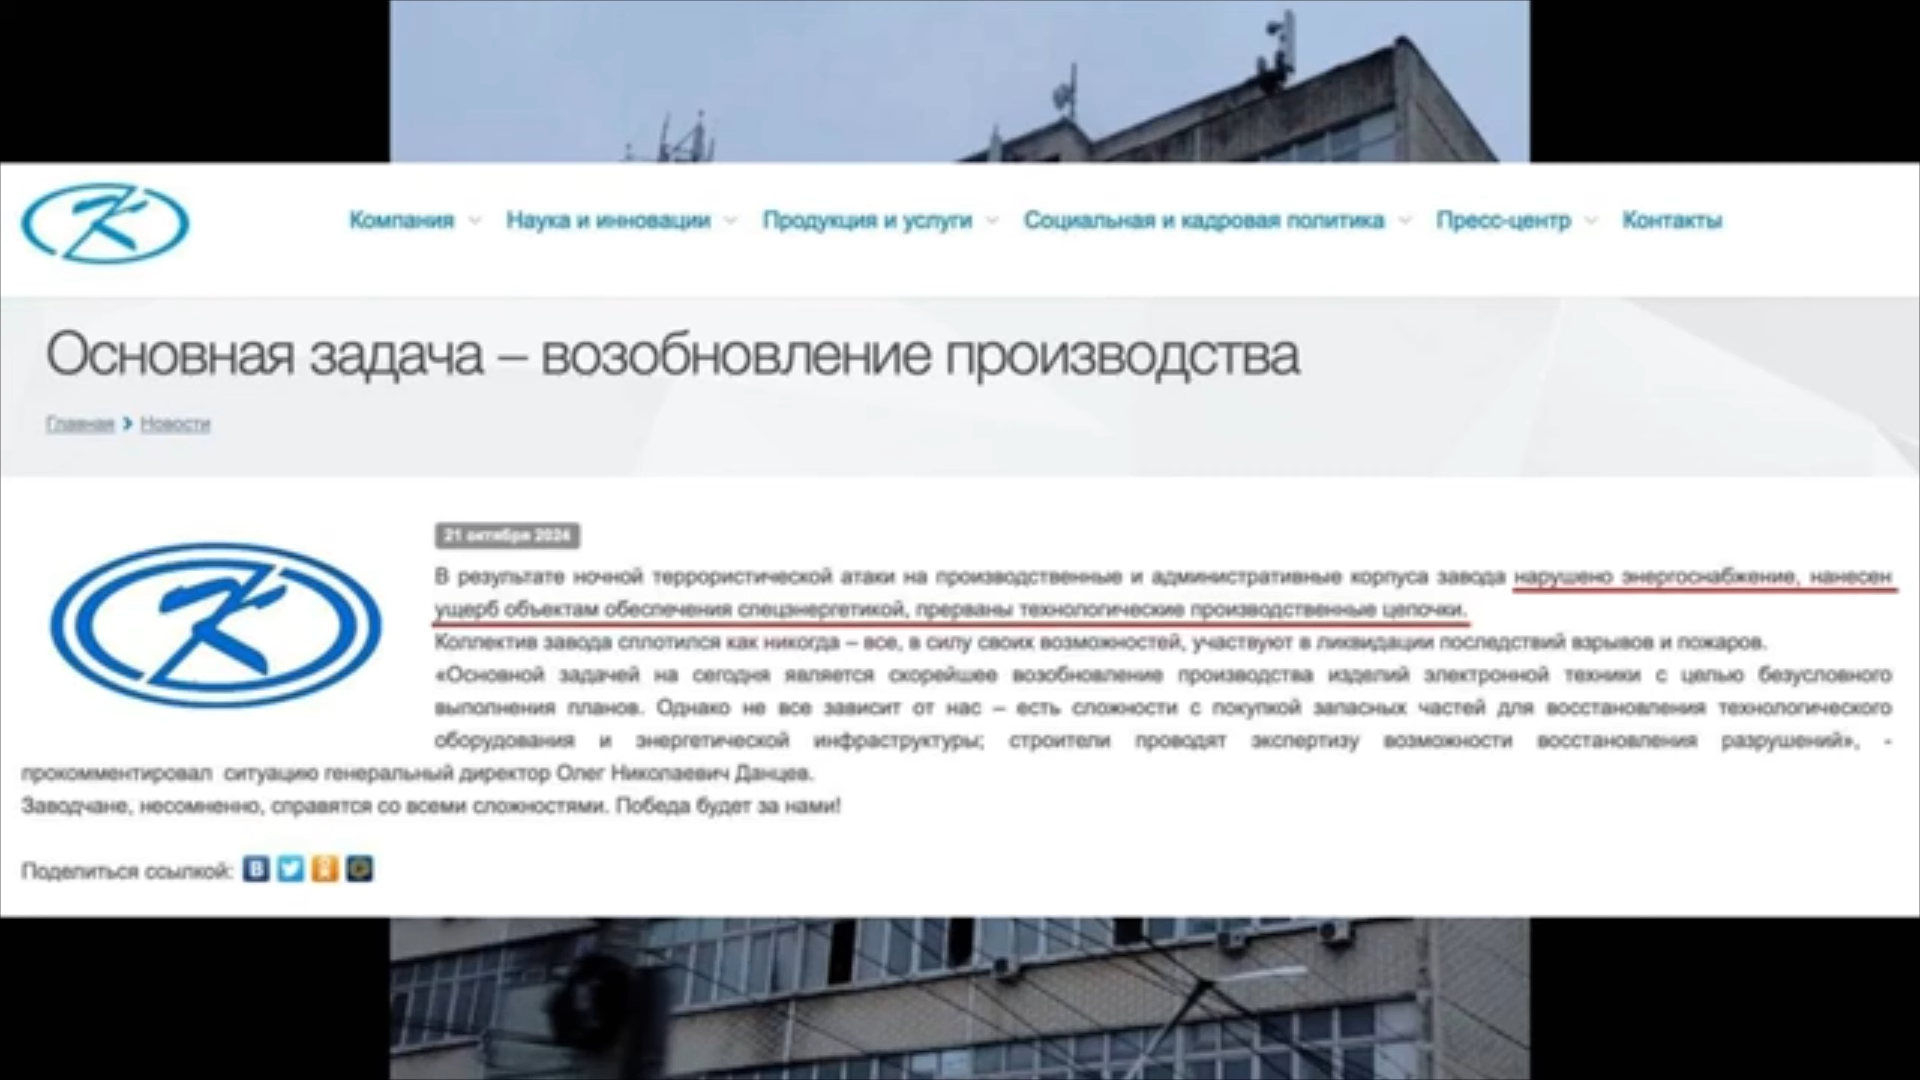 Компания Наука и инновации Продукция и услуги Социальная и кадровая политика Пресс-центр Контакты
Основная задача – возобновление производства
Главная > Новости
21 октября 2024
В результате ночной террористической атаки на производственные и административные корпуса завода нарушено энергоснабжение, нанесен
ущерб объектам обеспечения спецэнергетикой, прерваны технологические производственные цепочки.
Коллектив завода сплотился как никогда – все, в силу своих возможностей, участвуют в ликвидации последствий взрывов и пожаров.
«Основной задачей на сегодня является скорейшее возобновление производства изделий электронной техники с целью безусловного
выполнения планов. Однако не все зависит от нас – есть сложности с покупкой запасных частей для восстановления технологического
оборудования и энергетической инфраструктуры; строители проводят экспертизу возможности восстановления разрушений», -
прокомментировал ситуацию генеральный директор Олег Николаевич Данцев.
Заводчане, несомненно, справятся со всеми сложностями. Победа будет за нами!
Поделиться ссылкой: